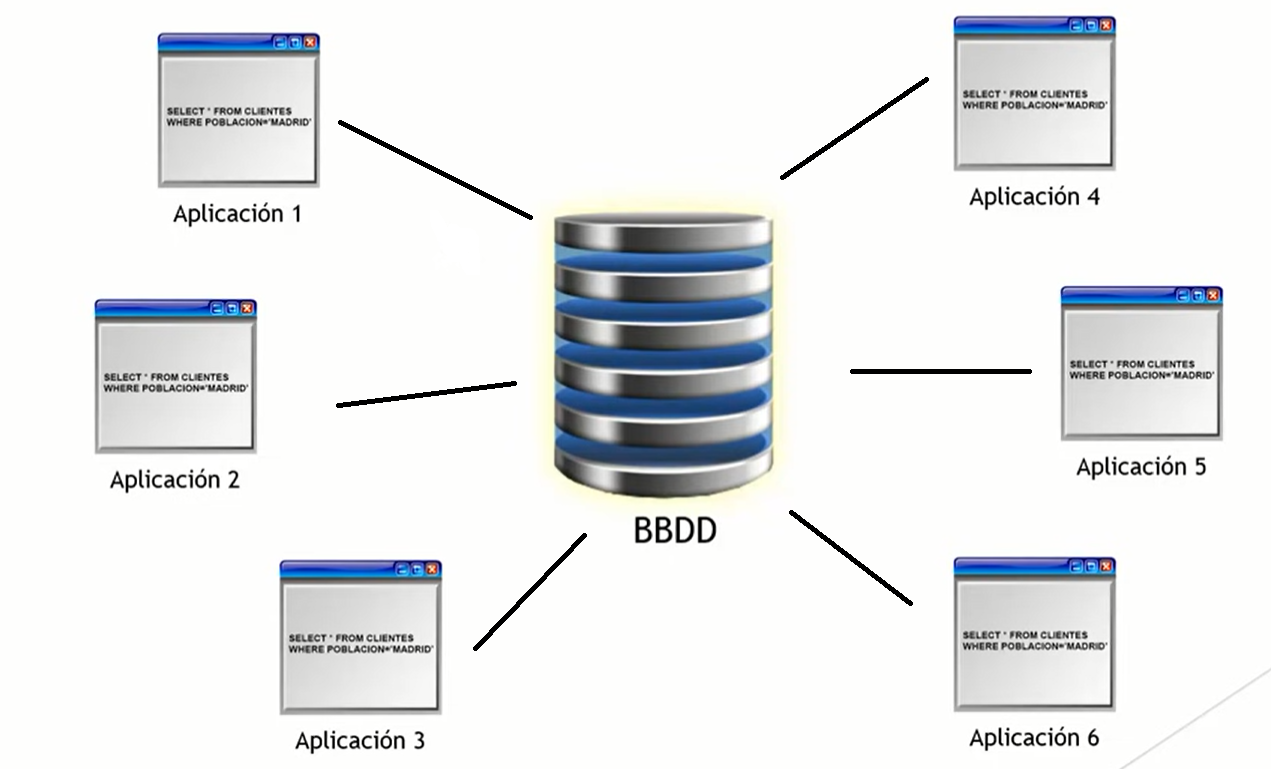 SELECT * FROM CLIENTES
WHERE POBLACION='MADRID'
Aplicación 1
SELECT * FROM CLIENTES
WHERE POBLACION='MADRID'
Aplicación 2
SELECT * FROM CLIENTES
WHERE POBLACION='MADRID'
Aplicación 3
BBDD
SELECT * FROM CLIENTES
WHERE POBLACION='MADRID'
Aplicación 4
SELECT * FROM CLIENTES
WHERE POBLACION='MADRID'
Aplicación 5
SELECT * FROM CLIENTES
WHERE POBLACION='MADRID'
Aplicación 6